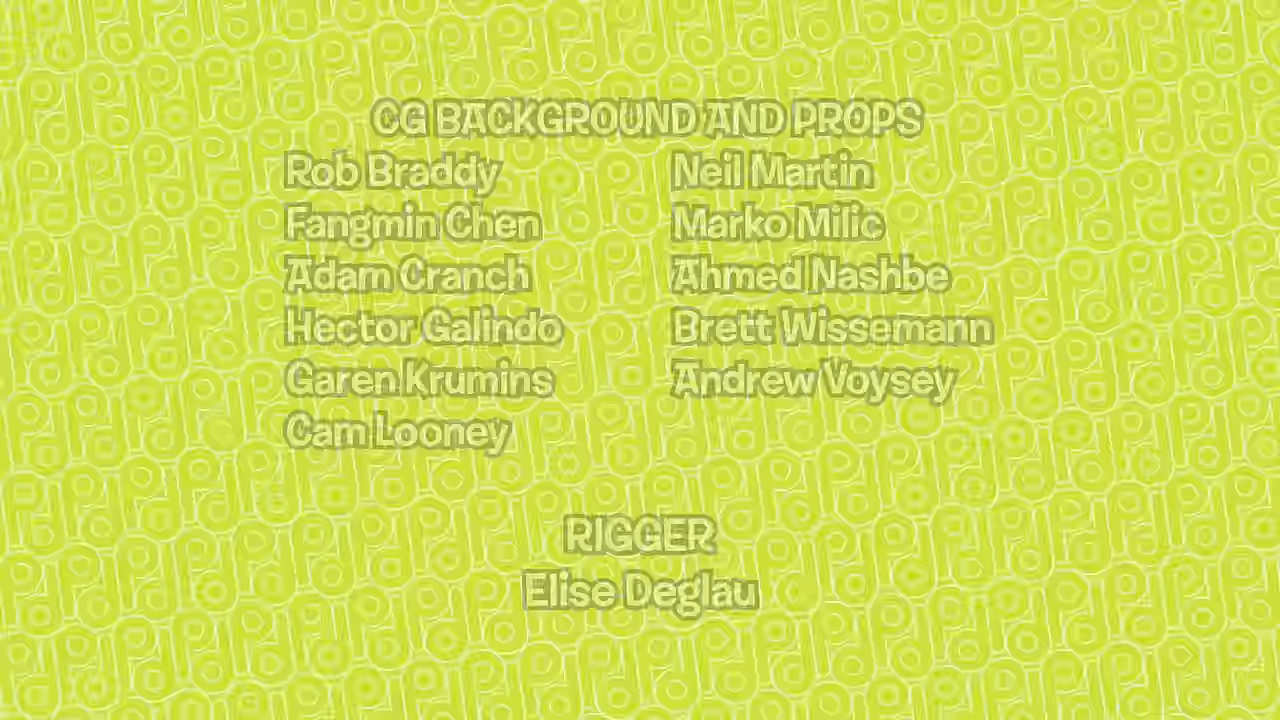 CG BACKGROUND AND PROPS
Rob Braddy
Fangmin Chen
Adam Cranch
Hector Galindo
Garen Krumins
Cam Looney
Neil Martin
Marko Milic
Ahmed Nashbe
Brett Wissemann
Andrew Voysey
RIGGER
Elise Deglau